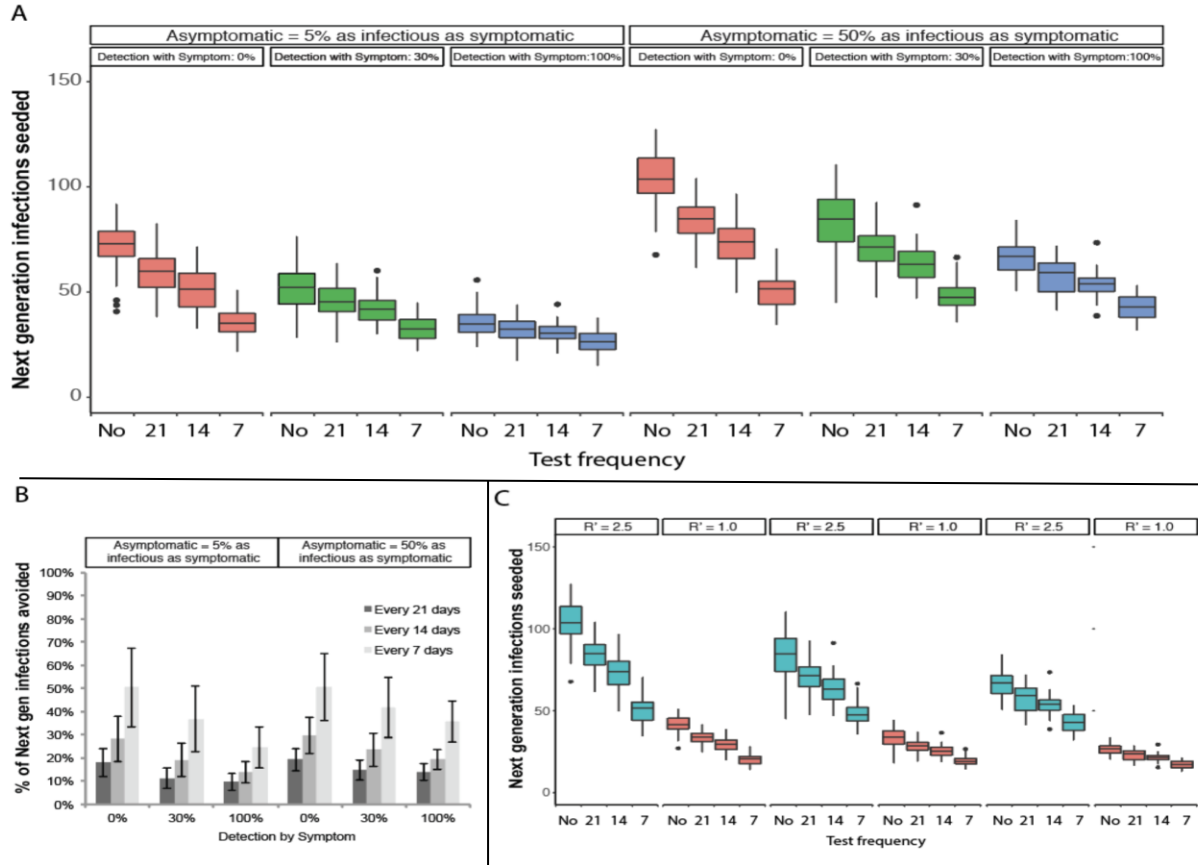 A
Asymptomatic = 5% as infectious as symptomatic
Asymptomatic = 50% as infectious as symptomatic
Detection with Symptom: 0%
Detection with Symptom: 30%
Detection with Symptom:100%
Detection with Symptom: 0%
Detection with Symptom: 30%
Detection with Symptom:100%
Next generation infections seeded
150
100
50
0
No 21 14 7
No 21 14 7
No 21 14 7
No 21 14 7
No 21 14 7
No 21 14 7
Test frequency
B
Asymptomatic = 5% as
infectious as symptomatic
Asymptomatic = 50% as
infectious as symptomatic
% of Next gen infections avoided
100%
90%
80%
70%
60%
50%
40%
30%
20%
10%
0%
Every 21 days
Every 14 days
Every 7 days
0% 30% 100% 0% 30% 100%
Detection by Symptom
C
R' = 2.5
R' = 1.0
R' = 2.5
R' = 1.0
R' = 2.5
R' = 1.0
Next generation infections seeded
150
100
50
0
No 21 14 7
No 21 14 7
No 21 14 7
No 21 14 7
No 21 14 7
No 21 14 7
Test frequency